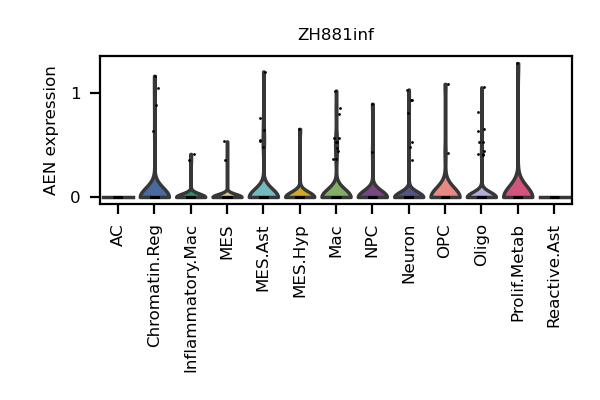 ZH881inf
AEN expression
1
0
AC
Chromatin.Reg
Inflammatory.Mac
MES
MES.Ast
MES.Hyp
Mac
NPC
Neuron
OPC
Oligo
Prolif.Metab
Reactive.Ast